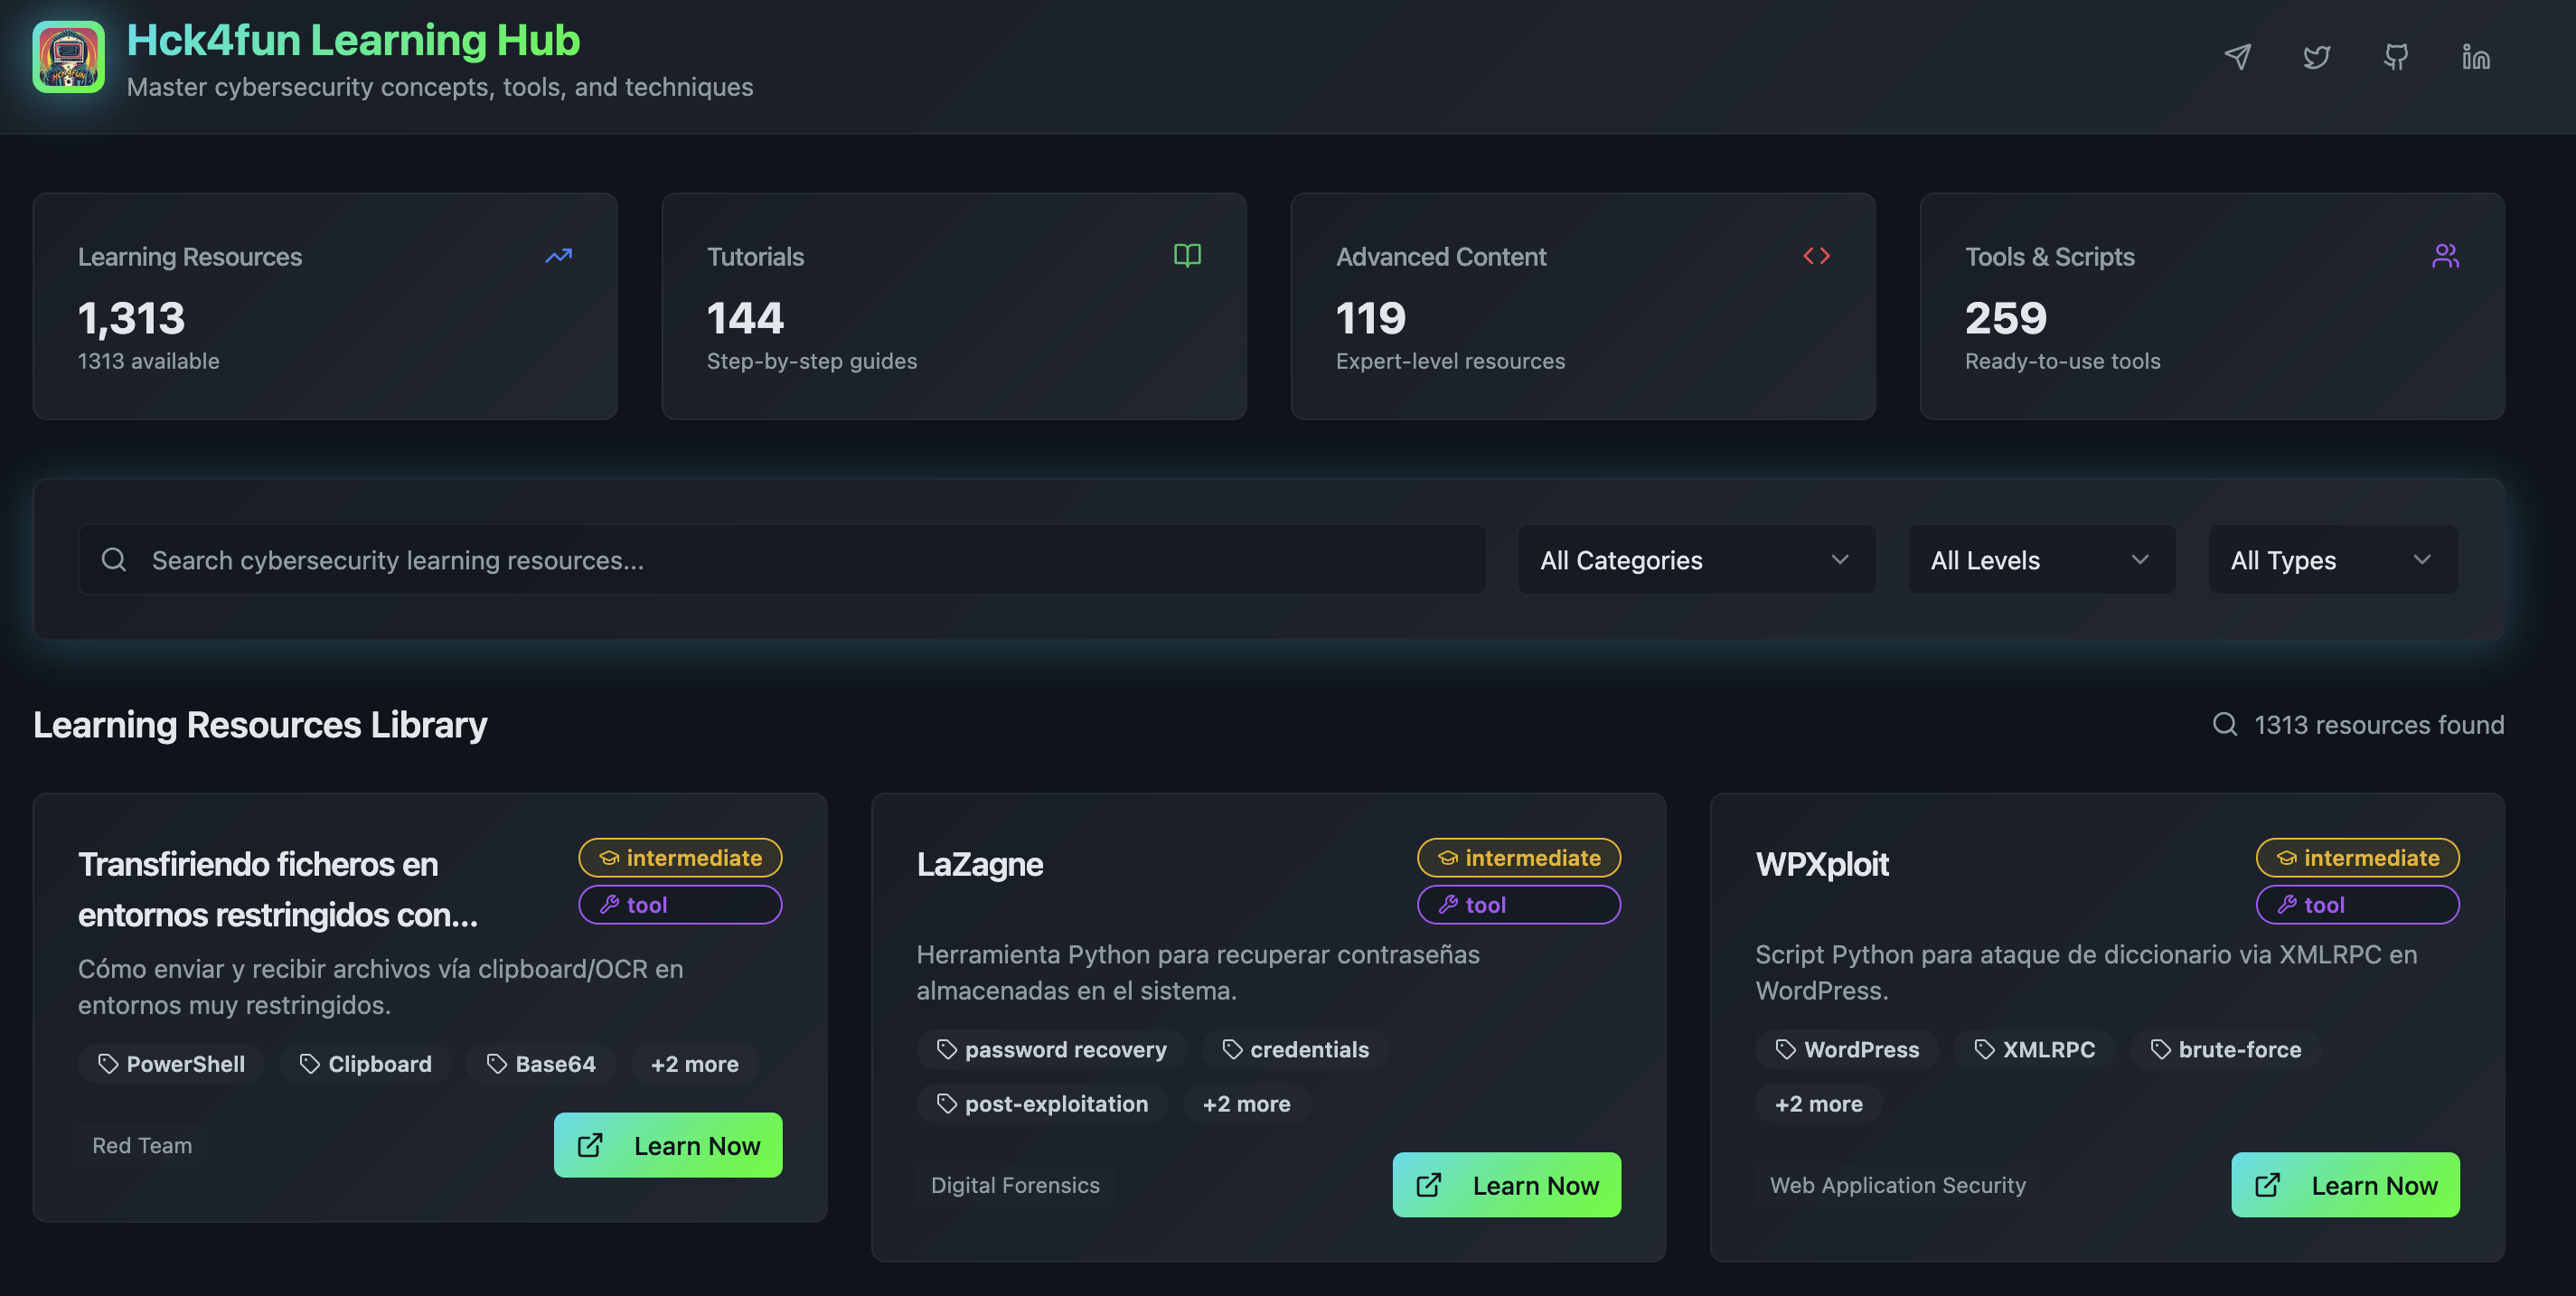 HCK4FUN
Hck4fun Learning Hub
Master cybersecurity concepts, tools, and techniques
Learning Resources
1,313
1313 available
Tutorials
144
Step-by-step guides
Advanced Content
119
Expert-level resources
Tools & Scripts
259
Ready-to-use tools
Search cybersecurity learning resources...
All Categories
All Levels
All Types
Learning Resources Library
1313 resources found
Transfiriendo ficheros en
entornos restringidos con...
intermediate
tool
Cómo enviar y recibir archivos vía clipboard/OCR en
entornos muy restringidos.
PowerShell Clipboard Base64 +2 more
Red Team
Learn Now
LaZagne
intermediate
tool
Herramienta Python para recuperar contraseñas
almacenadas en el sistema.
password recovery credentials
post-exploitation +2 more
Digital Forensics
Learn Now
WPXploit
intermediate
tool
Script Python para ataque de diccionario via XMLRPC en
WordPress.
WordPress XMLRPC brute-force
+2 more
Web Application Security
Learn Now